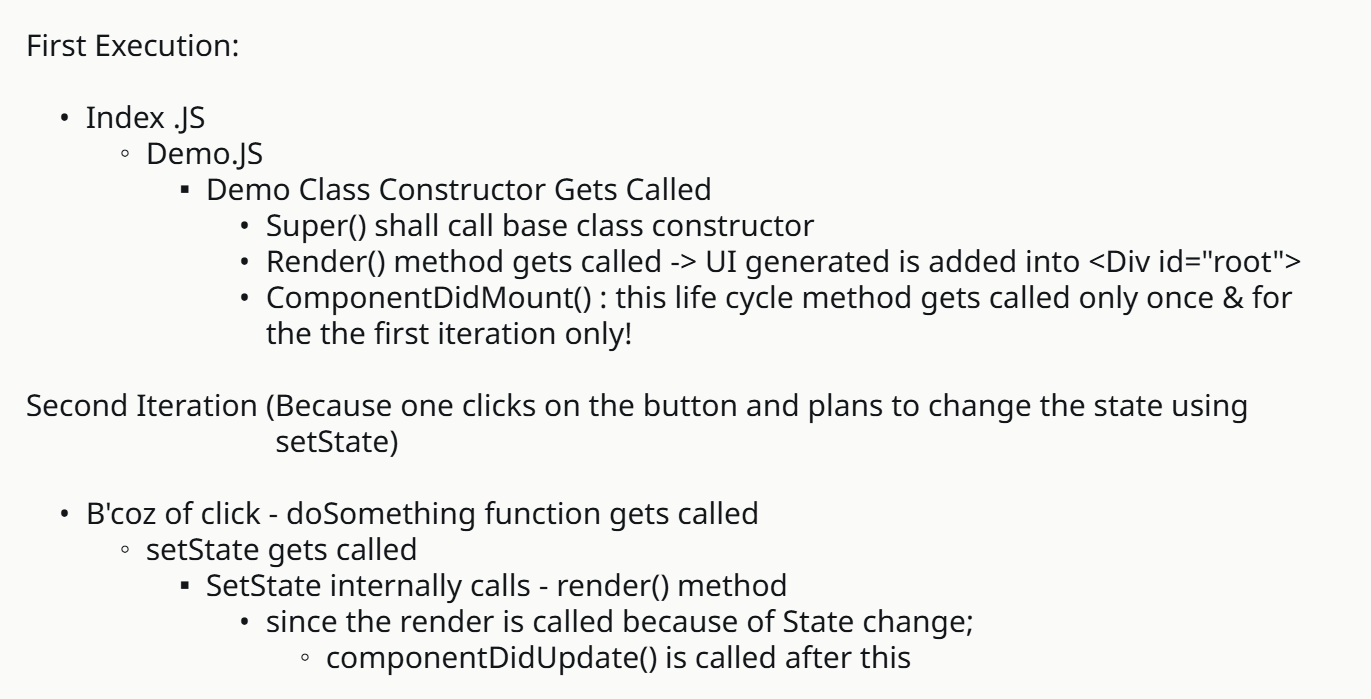 First Execution:
• Index .JS
◦ Demo.JS
▪ Demo Class Constructor Gets Called
• Super() shall call base class constructor
• Render() method gets called -> UI generated is added into <Div id="root">
• ComponentDidMount() : this life cycle method gets called only once & for
the the first iteration only!
Second Iteration (Because one clicks on the button and plans to change the state using
setState)
• B'coz of click - doSomething function gets called
◦ setState gets called
▪ SetState internally calls - render() method
• since the render is called because of State change;
◦ componentDidUpdate() is called after this